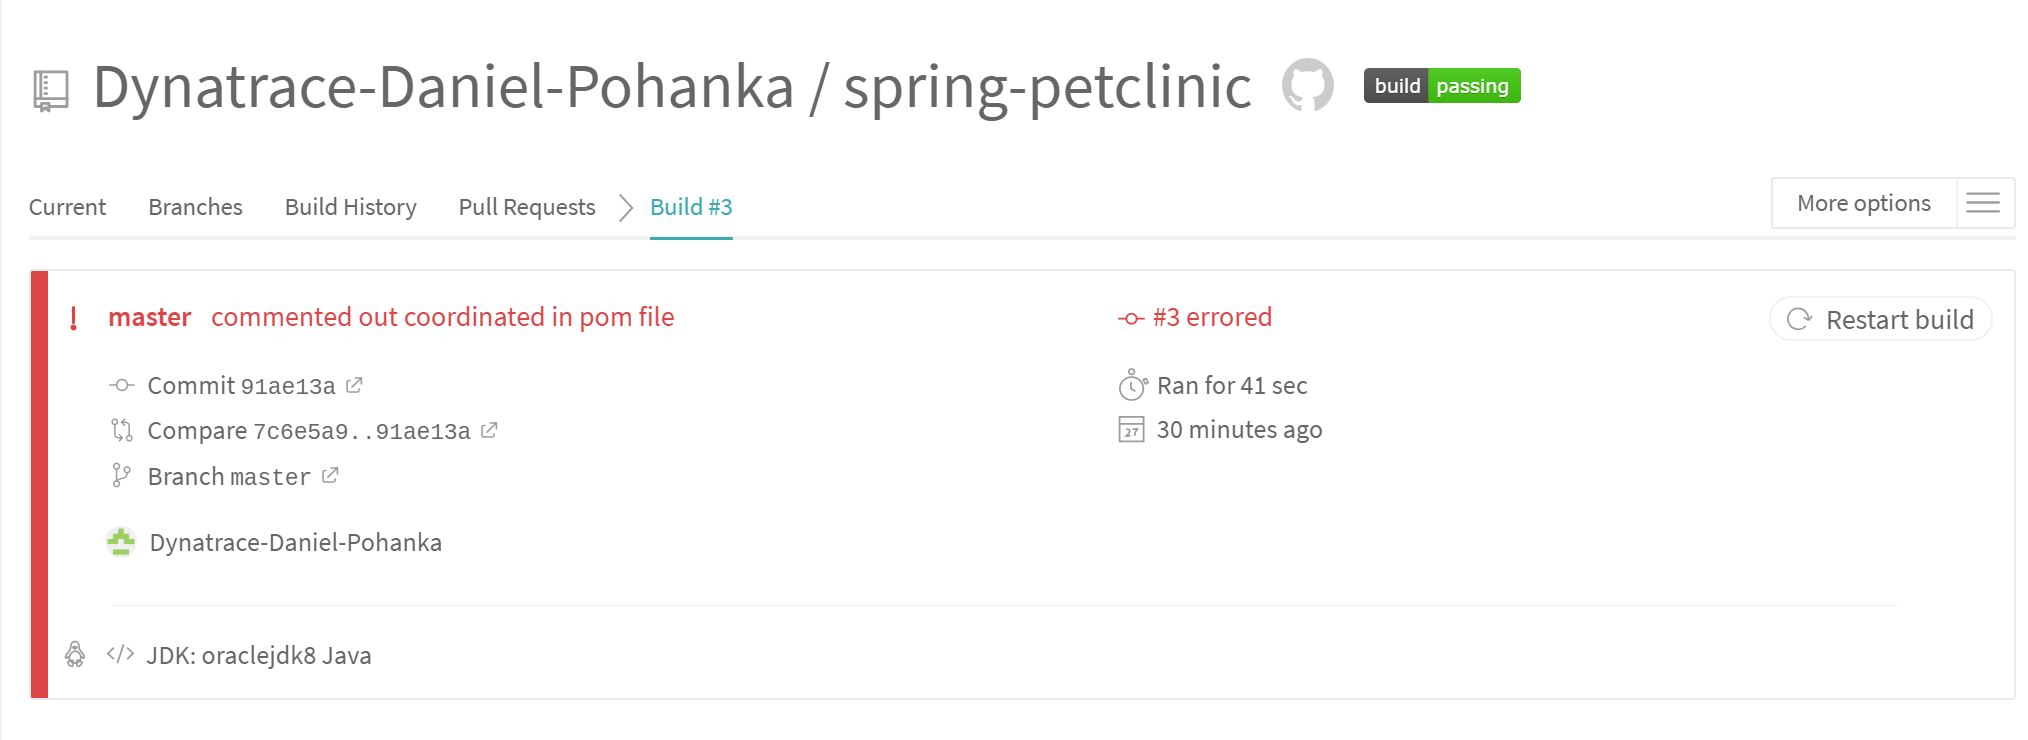 Dynatrace-Daniel-Pohanka / spring-petclinic build passing
Current Branches Build History Pull Requests Build #3 More options
! master commented out coordinated in pom file #3 errored Restart build
Commit 91ae13a Ran for 41 sec
Compare 7c6e5a9..91ae13a 27 30 minutes ago
Branch master
Dynatrace-Daniel-Pohanka
</> JDK: oraclejdk8 Java